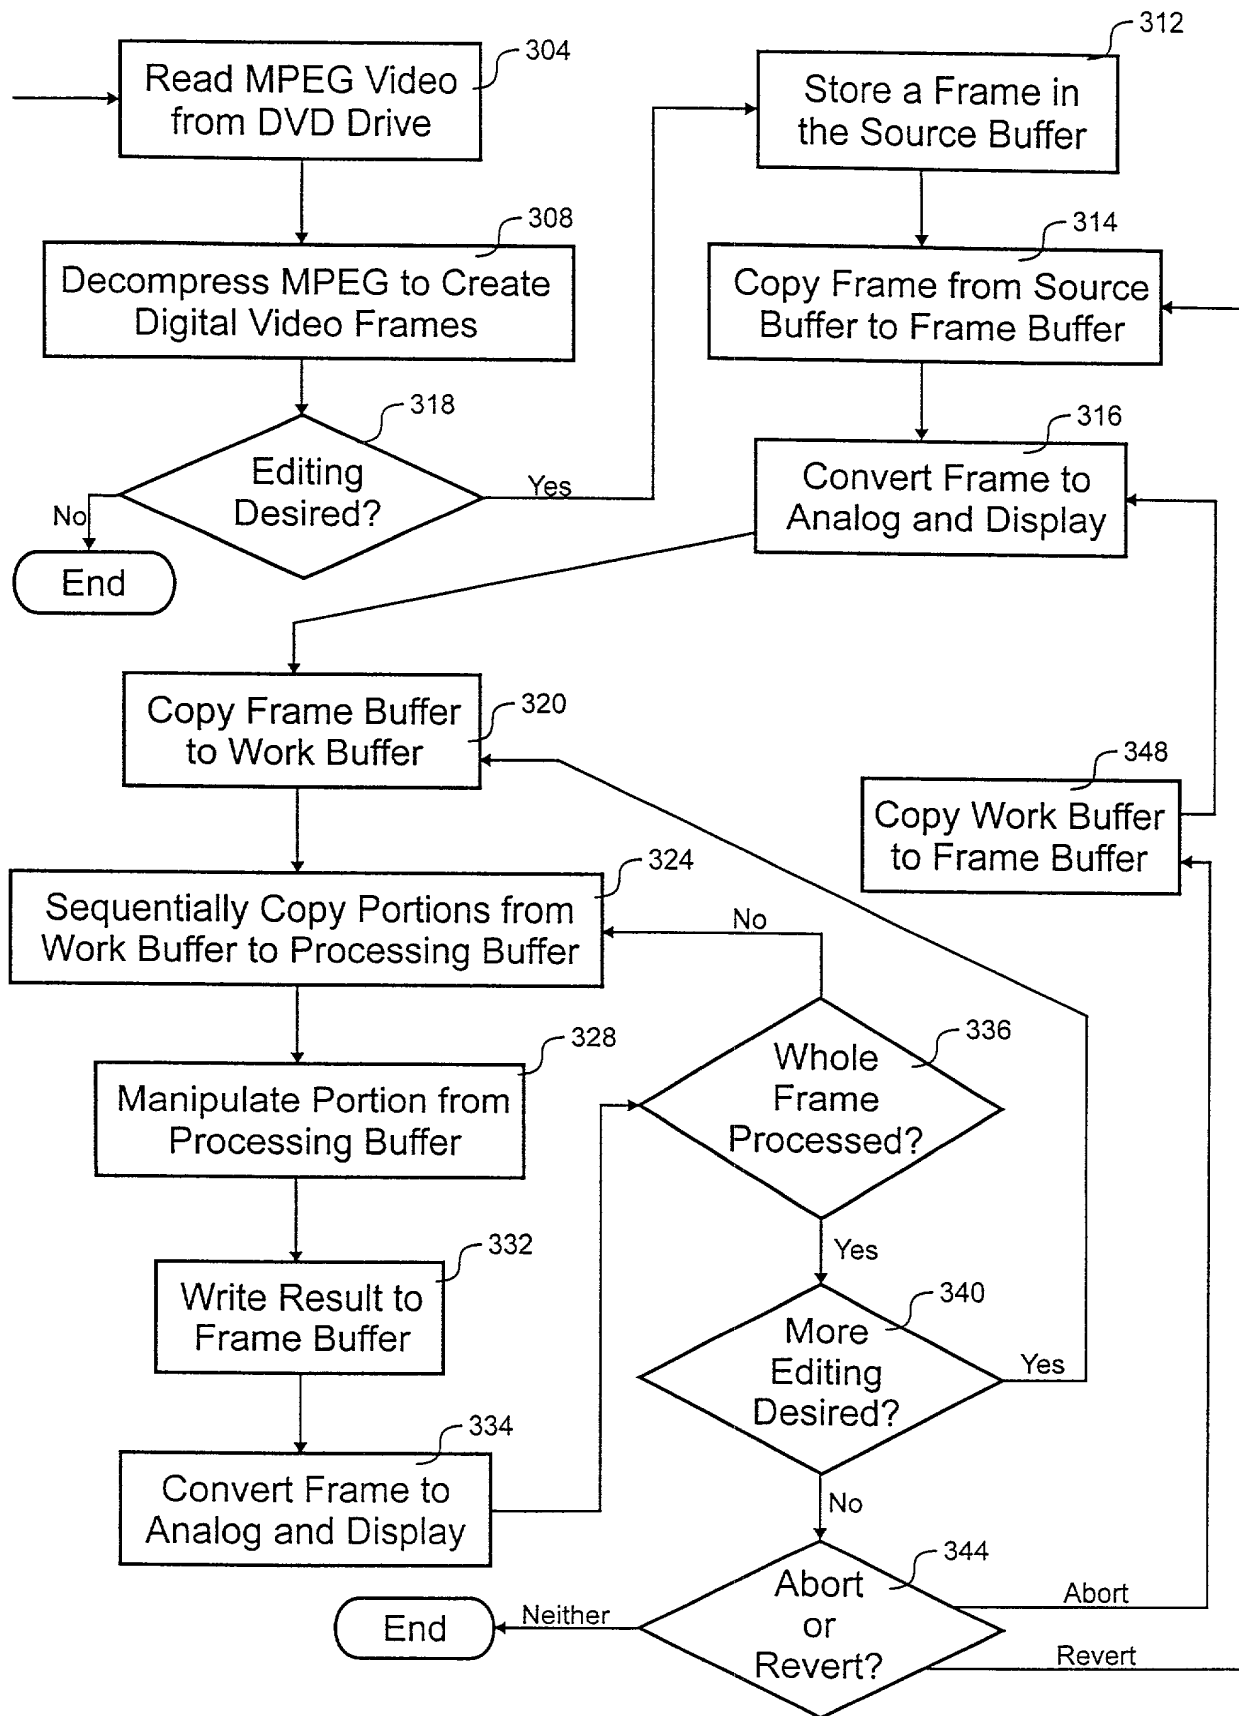 304
Read MPEG Video
from DVD Drive
308
Decompress MPEG to Create
Digital Video Frames
318
Editing
Desired?
No
Yes
End
312
Store a Frame in
the Source Buffer
314
Copy Frame from Source
Buffer to Frame Buffer
316
Convert Frame to
Analog and Display
320
Copy Frame Buffer
to Work Buffer
324
Sequentially Copy Portions from
Work Buffer to Processing Buffer
328
Manipulate Portion from
Processing Buffer
332
Write Result to
Frame Buffer
334
Convert Frame to
Analog and Display
336
Whole
Frame
Processed?
No
Yes
340
More
Editing
Desired?
Yes
No
344
Abort
or
Revert?
Neither
End
Abort
Revert
348
Copy Work Buffer
to Frame Buffer